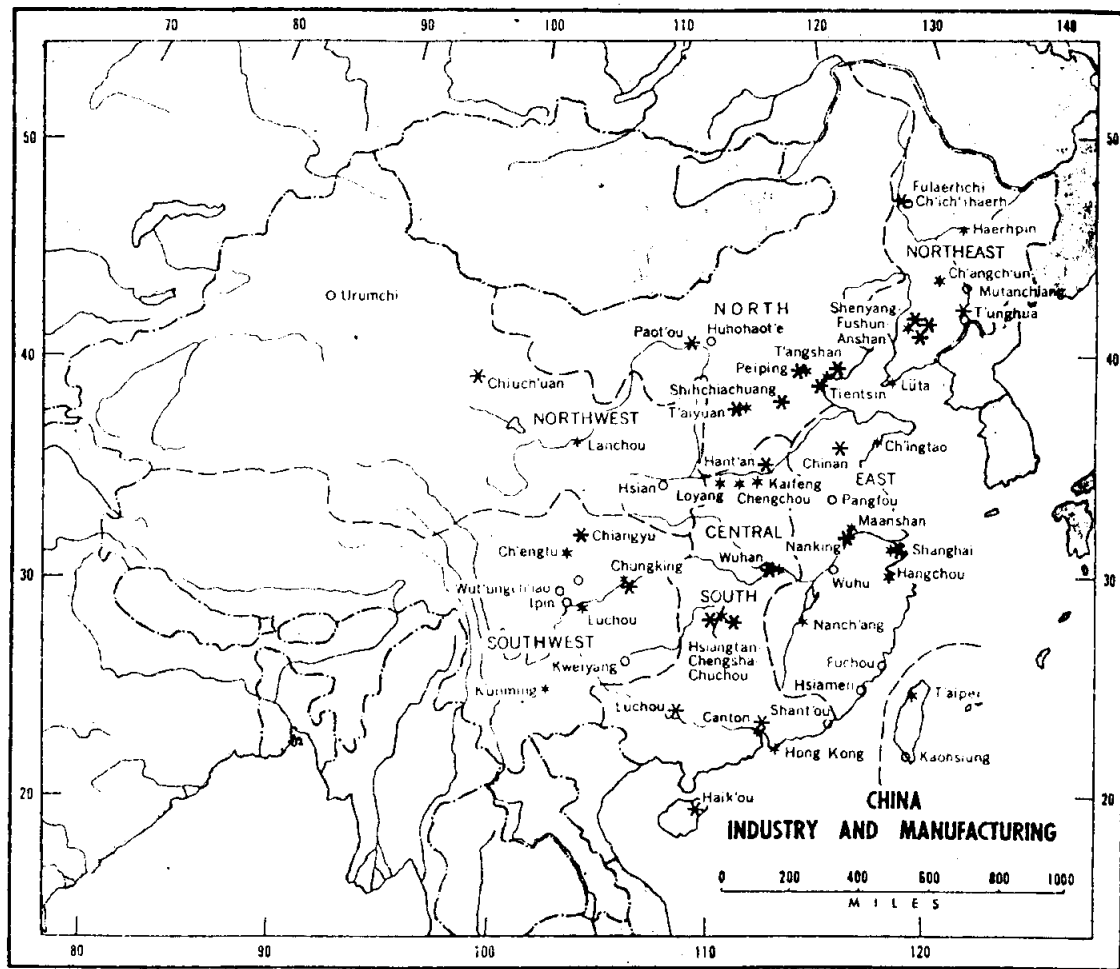 70 80 90 100 110 120 130 140
50 50
Fulaerhchi
Haerhpin
NORTHEAST
Ch'angch'un
Urumchi
Mutanchiang
NORTH
Shenyang
T'unghua
Paot'ou
Huhohaot'e
Fushun
Anshan
40 40
T'angshan
Peiping
Chiuch'uan
Shihchiachuang
Tientsin
Lüta
T'aiyuan
NORTHWEST
Lanchou
Ch'ingtao
Hant'an
Chinan
EAST
Hsian
Loyang
Kaifeng
Chengchou
Pangfou
Maanshan
Chiangyu
CENTRAL
Ch'engtu
Nanking
Shanghai
Wuhan
Chungking
30 30
Wuhu
Hangchou
Ipin
SOUTH
Luchou
Nanch'ang
SOUTHWEST
Hsiangtan
Chengsha
Kweiyang
Chuchou
Fuchou
Hsiamen
Kunming
T'aipei
Luchou
Canton
Shant'ou
Hong Kong
Kaohsiung
Haik'ou
20 20
CHINA
INDUSTRY AND MANUFACTURING
0 200 400 600 800 1000
MILES
80 90 100 110 120